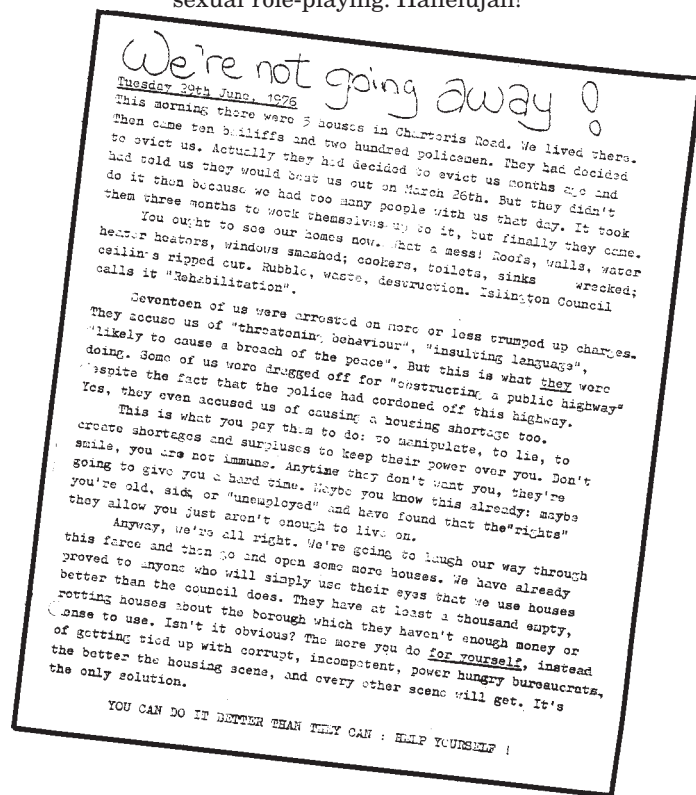 sexual role-playing. Hallelujah!
We're not going away!
Tuesday 29th June, 1976
This morning there were 5 houses in Charteris Road. We lived there.
Then came ten bailiffs and two hundred policemen. They had decided
to evict us. Actually they had decided to evict us months ago and
had told us they would boot us out on March 26th. But they didn't
do it then because we had too many people with us that day. It took
them three months to work themselves up to it, but finally they came.
You ought to see our homes now. What a mess! Roofs, walls, water
heater heaters, windows smashed; cookers, toilets, sinks wrecked;
ceilings ripped out. Rubble, waste, destruction. Islington Council
calls it "Rehabilitation".
Seventeen of us were arrested on more or less trumped up charges.
They accuse us of "threatening behaviour", "insulting language",
"likely to cause a breach of the peace". But this is what they were
doing. Some of us were dragged off for "obstructing a public highway"
despite the fact that the police had cordoned off this highway.
Yes, they even accused us of causing a housing shortage too.
This is what you pay them to do: to manipulate, to lie, to
create shortages and surpluses to keep their power over you. Don't
smile, you are not immune. Anytime they don't want you, they're
going to give you a hard time. Maybe you know this already: maybe
you're old, sick, or "unemployed" and have found that the"rights"
they allow you just aren't enough to live on.
Anyway, we're all right. We're going to laugh our way through
this farce and then go and open some more houses. We have already
proved to anyone who will simply use their eyes that we use houses
better than the council does. They have at least a thousand empty,
rotting houses about the borough which they haven't enough money or
sense to use. Isn't it obvious? The more you do for yourself, instead
of getting tied up with corrupt, incompetent, power hungry bureaucrats,
the better the housing scene, and every other scene will get. It's
the only solution.
YOU CAN DO IT BETTER THAN THEY CAN : HELP YOURSELF !